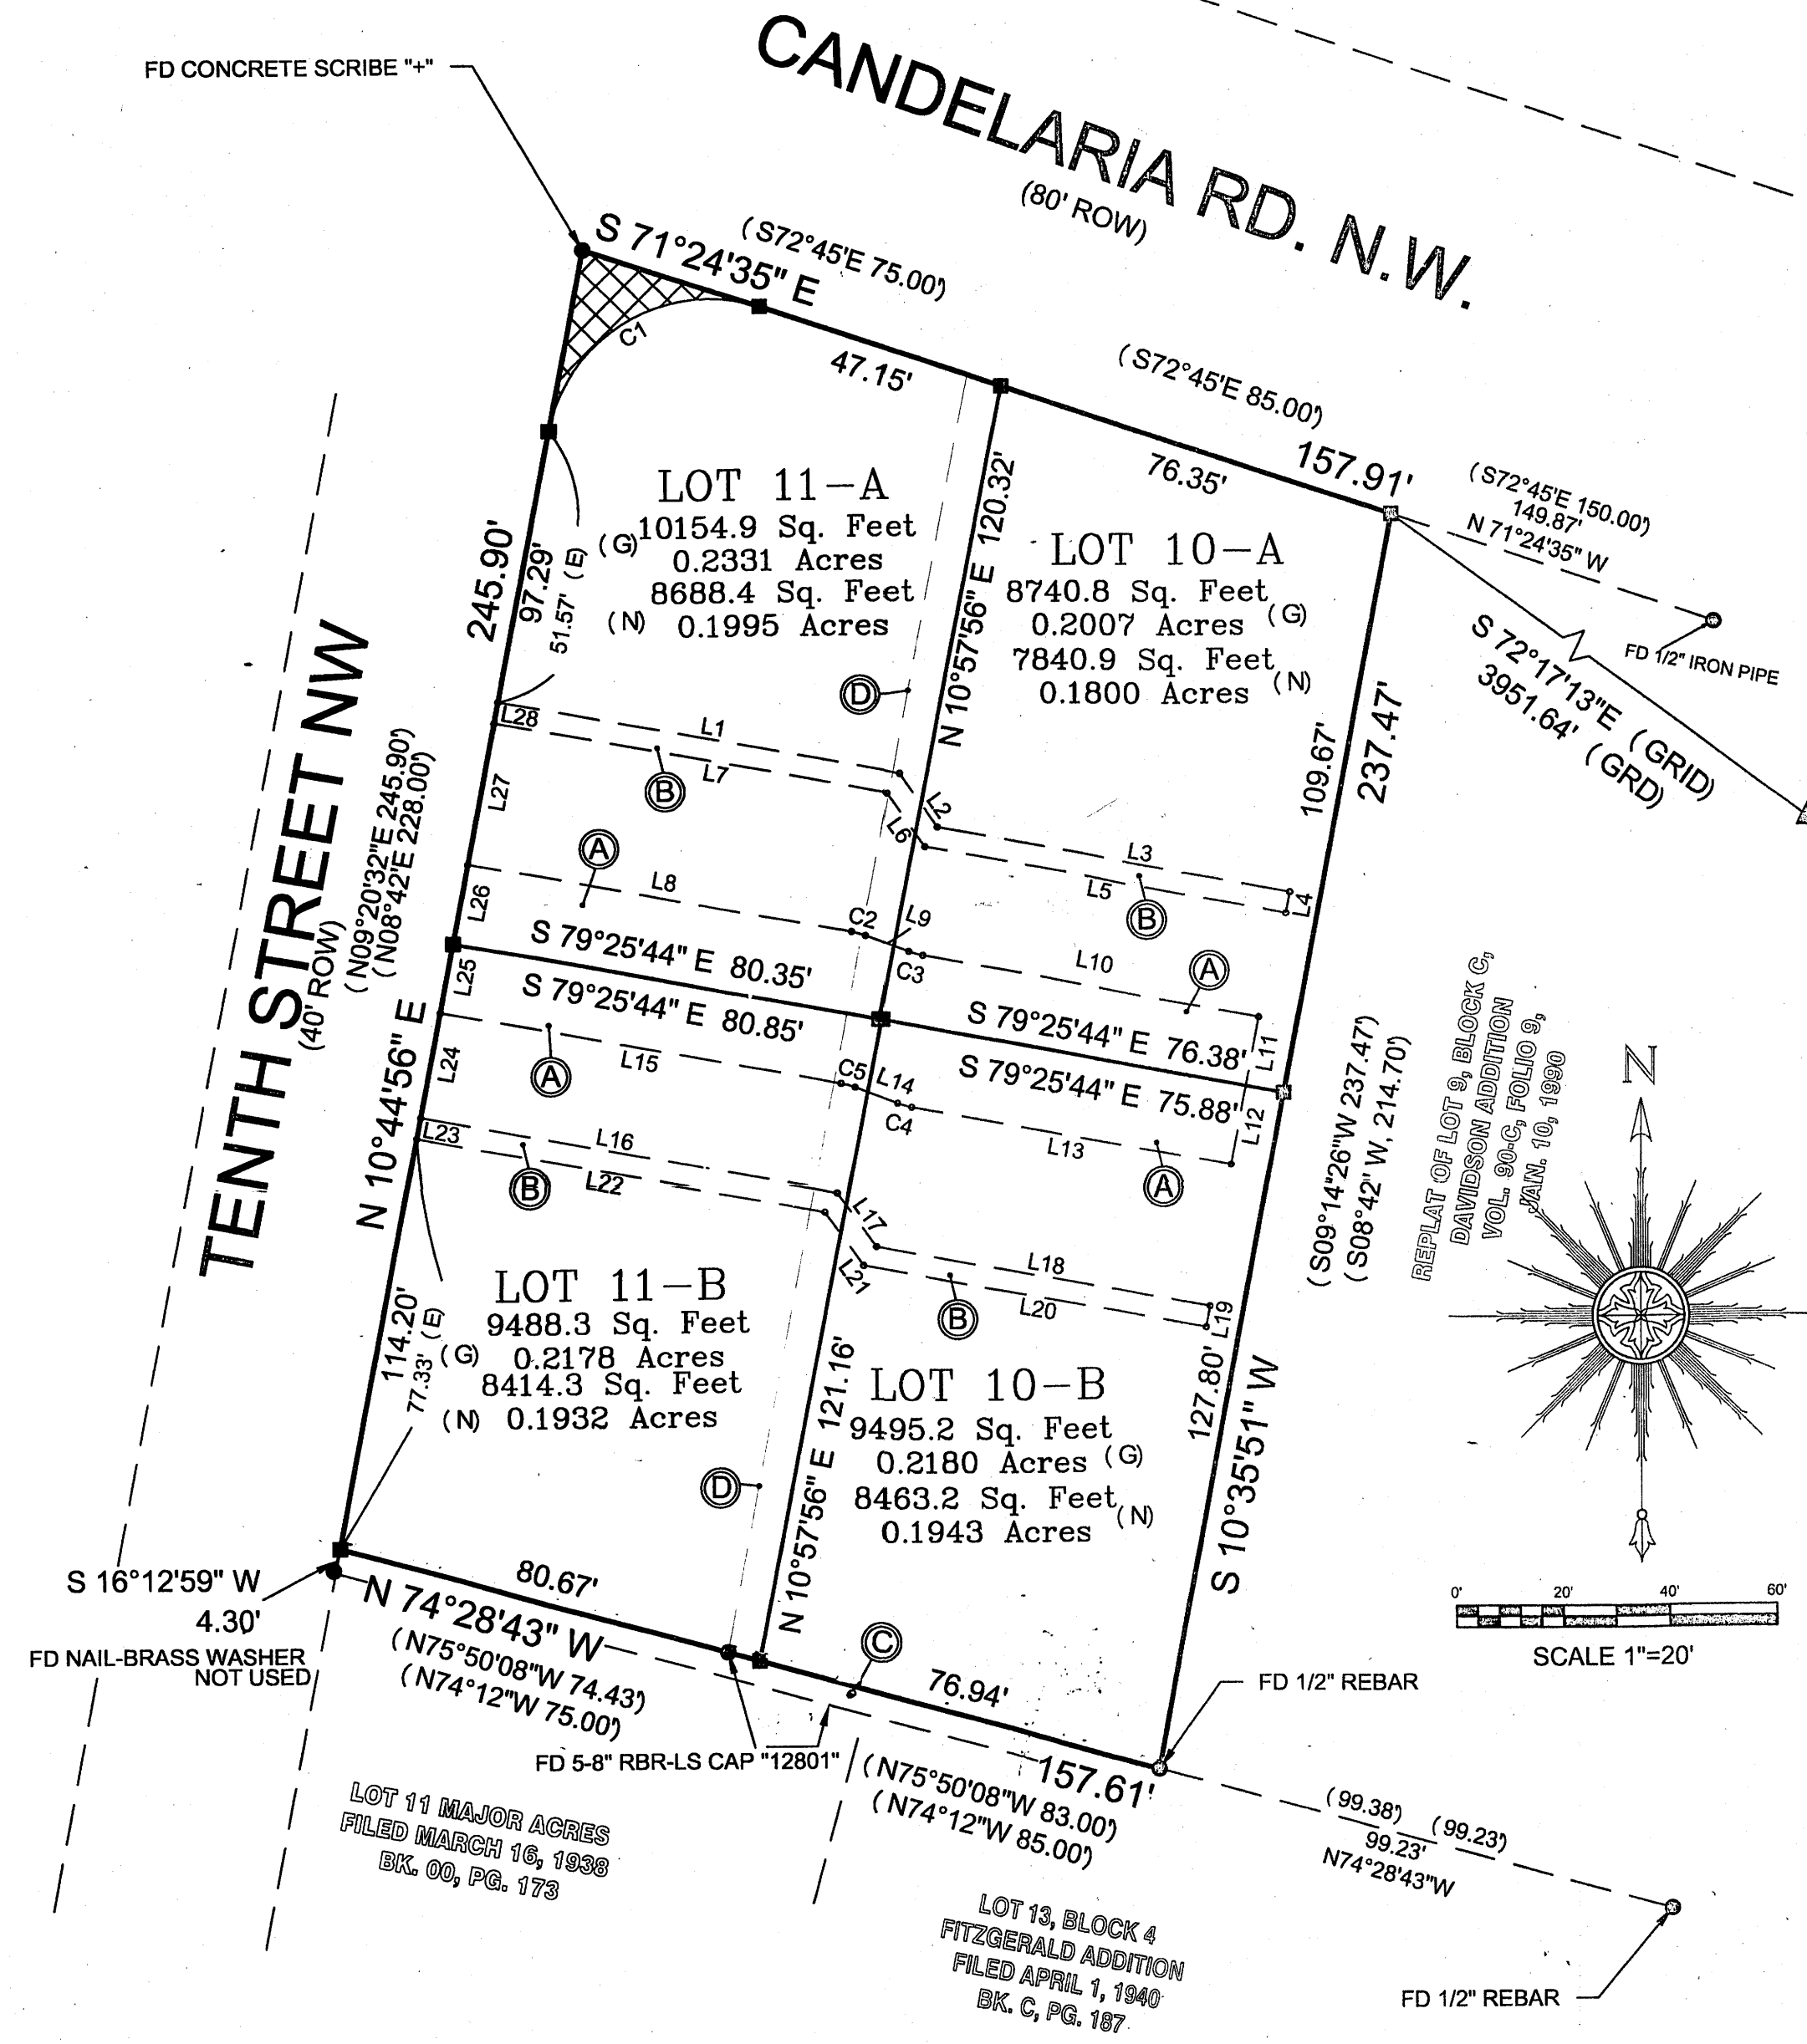 CANDELARIA RD. N.W.
(80' ROW)
FD CONCRETE SCRIBE "+"
S 71°24'35" E
(S72°45'E 75.00')
C1
47.15'
(S72°45'E 85.00')
76.35'
157.91'
(S72°45'E 150.00')
149.87'
N 71°24'35" W
FD 1/2" IRON PIPE
S 72°17'13"E (GRID)
3951.64' (GRD)
LOT 11-A
(G) 10154.9 Sq. Feet
0.2331 Acres
8688.4 Sq. Feet
(N) 0.1995 Acres
LOT 10-A
8740.8 Sq. Feet
0.2007 Acres (G)
7840.9 Sq. Feet
0.1800 Acres (N)
245.90'
97.29'
51.57' (E)
N 10°57'56" E 120.32'
109.67'
237.47'
D
L28
L1
L7
B
L27
L2
L6
L3
L5
L4
B
A
L8
L26
C2
L9
C3
L10
A
S 79°25'44" E 80.35'
S 79°25'44" E 80.85'
S 79°25'44" E 76.38'
S 79°25'44" E 75.88'
L11
L25
L24
L15
A
C5
L14
C4
L13
L12
A
L23
L16
L22
B
L17
L21
L18
L20
L19
B
TENTH STREET NW
(40' ROW)
(N09°20'32"E 245.90')
(N08°42'E 228.00')
N 10°44'56" E
114.20'
77.33' (E)
LOT 11-B
9488.3 Sq. Feet
(G) 0.2178 Acres
8414.3 Sq. Feet
(N) 0.1932 Acres
LOT 10-B
9495.2 Sq. Feet
0.2180 Acres (G)
8463.2 Sq. Feet
0.1943 Acres (N)
D
N 10°57'56" E 121.16'
127.80'
S 10°35'51" W
(S09°14'26"W 237.47')
(S08°42' W, 214.70')
REPLAT OF LOT 9, BLOCK C,
DAVIDSON ADDITION
VOL. 90-C, FOLIO 9,
JAN. 10, 1990
N
0' 20' 40' 60'
SCALE 1"=20'
S 16°12'59" W
4.30'
FD NAIL-BRASS WASHER
NOT USED
80.67'
N 74°28'43" W
(N75°50'08"W 74.43')
(N74°12"W 75.00')
C
76.94'
FD 1/2" REBAR
FD 5-8" RBR-LS CAP "12801"
157.61'
(N75°50'08"W 83.00')
(N74°12"W 85.00')
(99.38') (99.23')
99.23'
N74°28'43"W
LOT 11 MAJOR ACRES
FILED MARCH 16, 1938
BK. 00, PG. 173
LOT 13, BLOCK 4
FITZGERALD ADDITION
FILED APRIL 1, 1940
BK. C, PG. 187
FD 1/2" REBAR